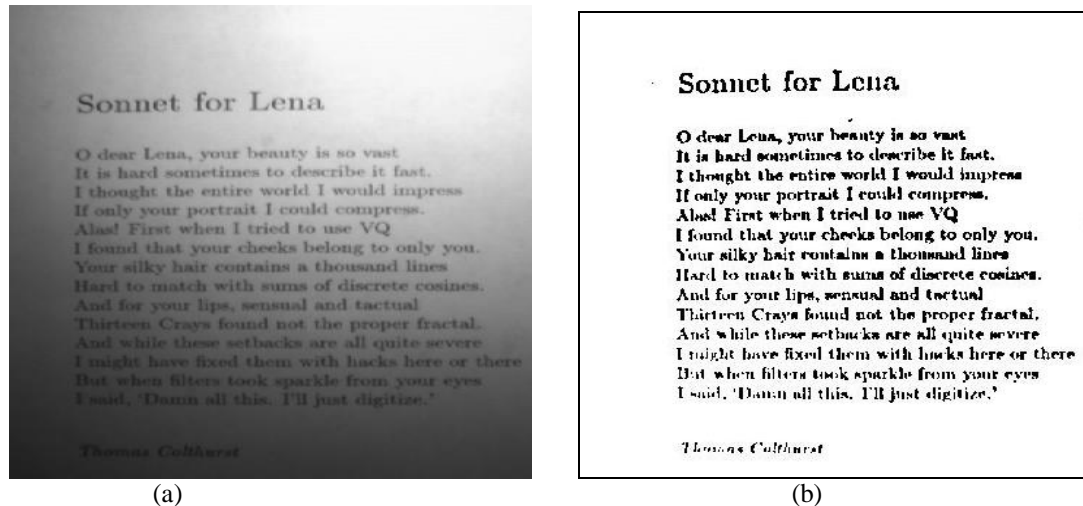 Sonnet for Lena
O dear Lena, your beauty is so vast
It is hard sometimes to describe it fast.
I thought the entire world I would impress
If only your portrait I could compress.
Alas! First when I tried to use VQ
I found that your cheeks belong to only you.
Your silky hair contains a thousand lines
Hard to match with sums of discrete cosines.
And for your lips, sensual and tactual
Thirteen Crays found not the proper fractal.
And while these setbacks are all quite severe
I might have fixed them with hacks here or there
But when filters took sparkle from your eyes
I said, ‘Damn all this. I'll just digitize.’
Thomas Colthurst
(a)
Sonnet for Lena
O dear Lena, your beauty is so vast
It is hard sometimes to describe it fast.
I thought the entire world I would impress
If only your portrait I could compress.
Alas! First when I tried to use VQ
I found that your cheeks belong to only you.
Your silky hair contains a thousand lines
Hard to match with sums of discrete cosines.
And for your lips, sensual and tactual
Thirteen Crays found not the proper fractal.
And while these setbacks are all quite severe
I might have fixed them with hacks here or there
But when filters took sparkle from your eyes
I said, ‘Damn all this. I'll just digitize.’
Thomas Colthurst
(b)